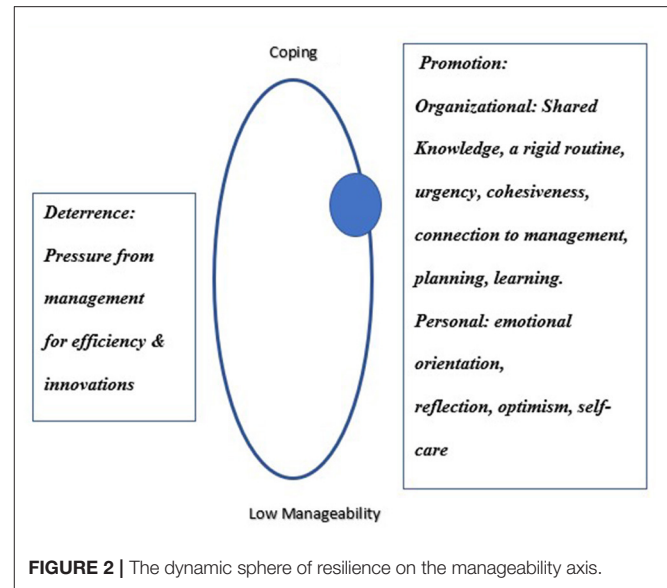 Coping
Deterrence:
Pressure from
management
for efficiency &
innovations
Promotion:
Organizational: Shared
Knowledge, a rigid routine,
urgency, cohesiveness,
connection to management,
planning, learning.
Personal: emotional
orientation,
reflection, optimism, self-
care
Low Manageability
FIGURE 2 | The dynamic sphere of resilience on the manageability axis.